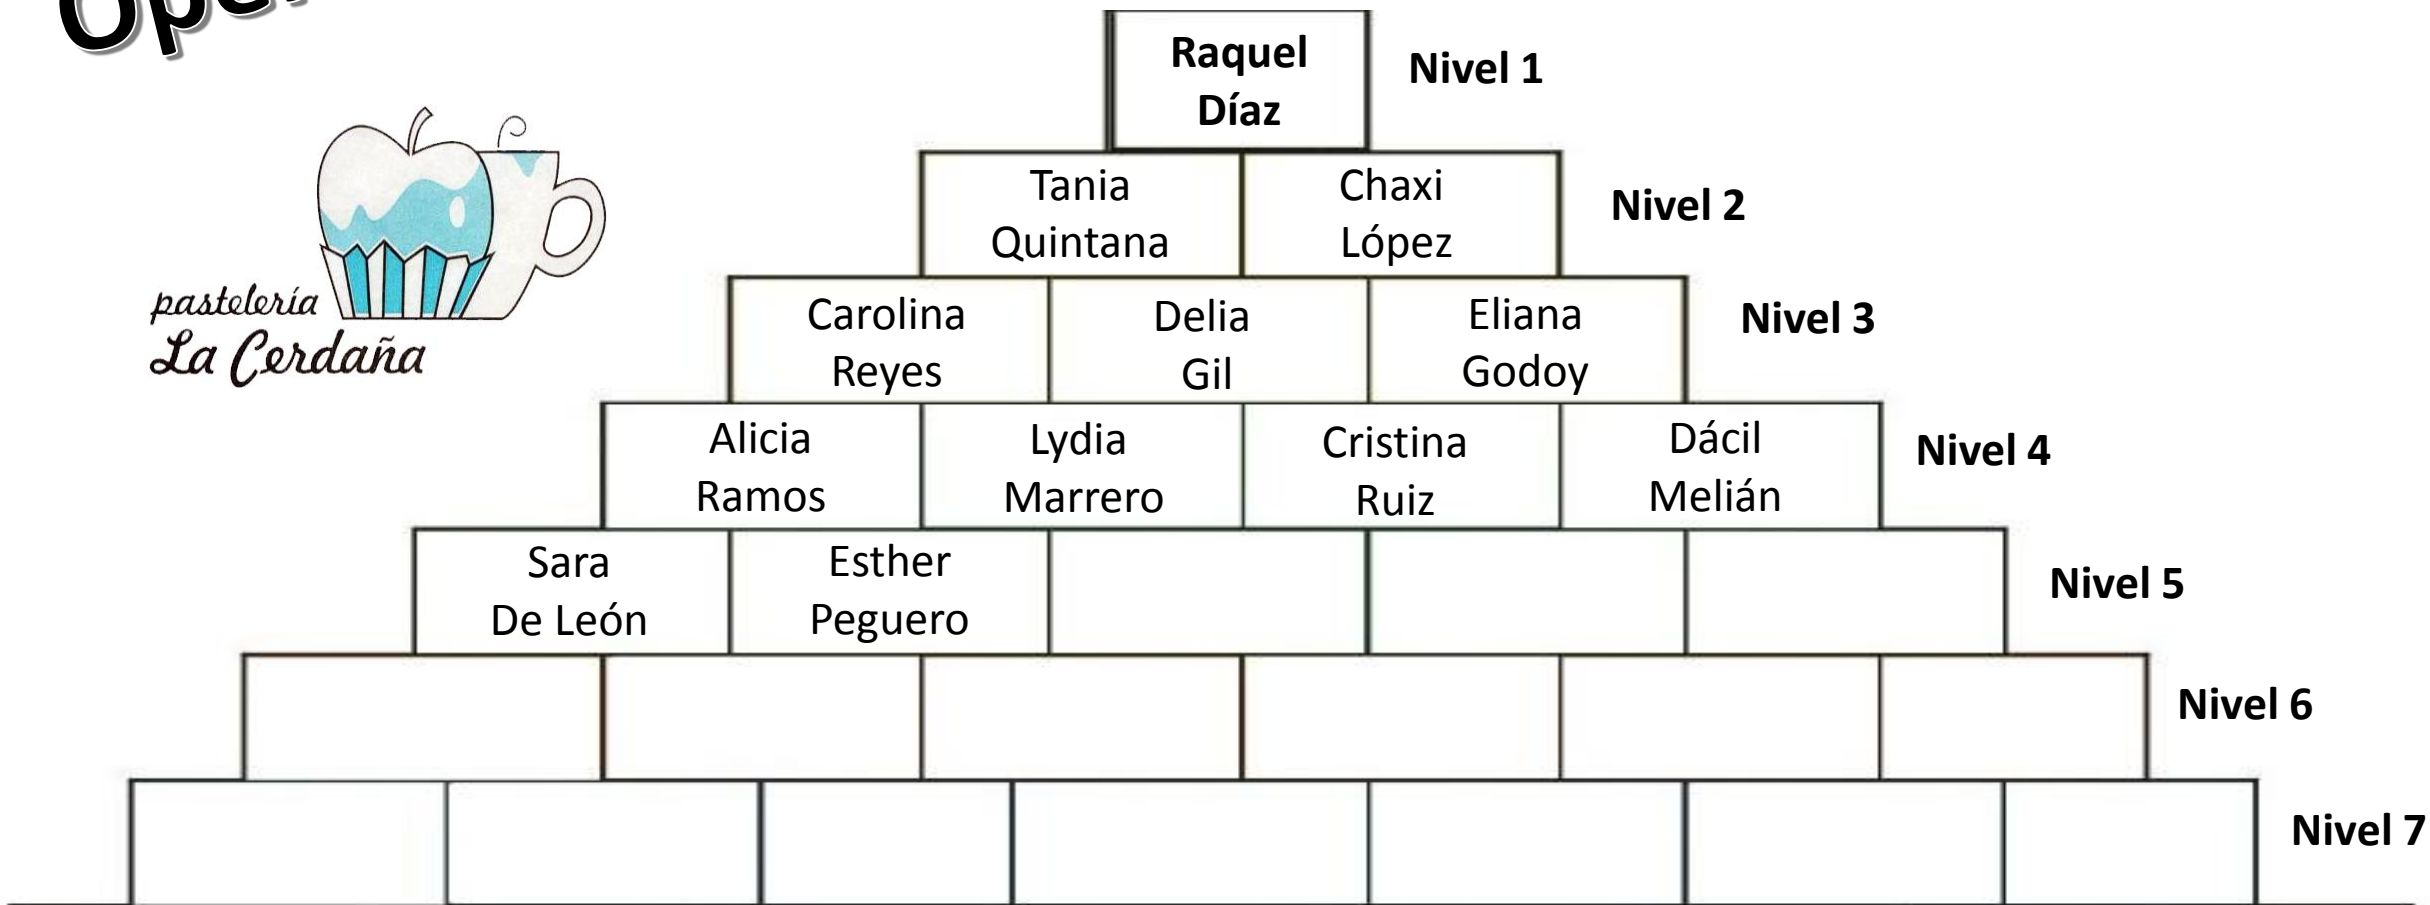 Raquel
Díaz
Nivel 1
Tania
Quintana
Chaxi
López
Nivel 2
pastelería
La Cerdaña
Carolina
Reyes
Delia
Gil
Eliana
Godoy
Nivel 3
Alicia
Ramos
Lydia
Marrero
Cristina
Ruiz
Dácil
Melián
Nivel 4
Sara
De León
Esther
Peguero
Nivel 5
Nivel 6
Nivel 7